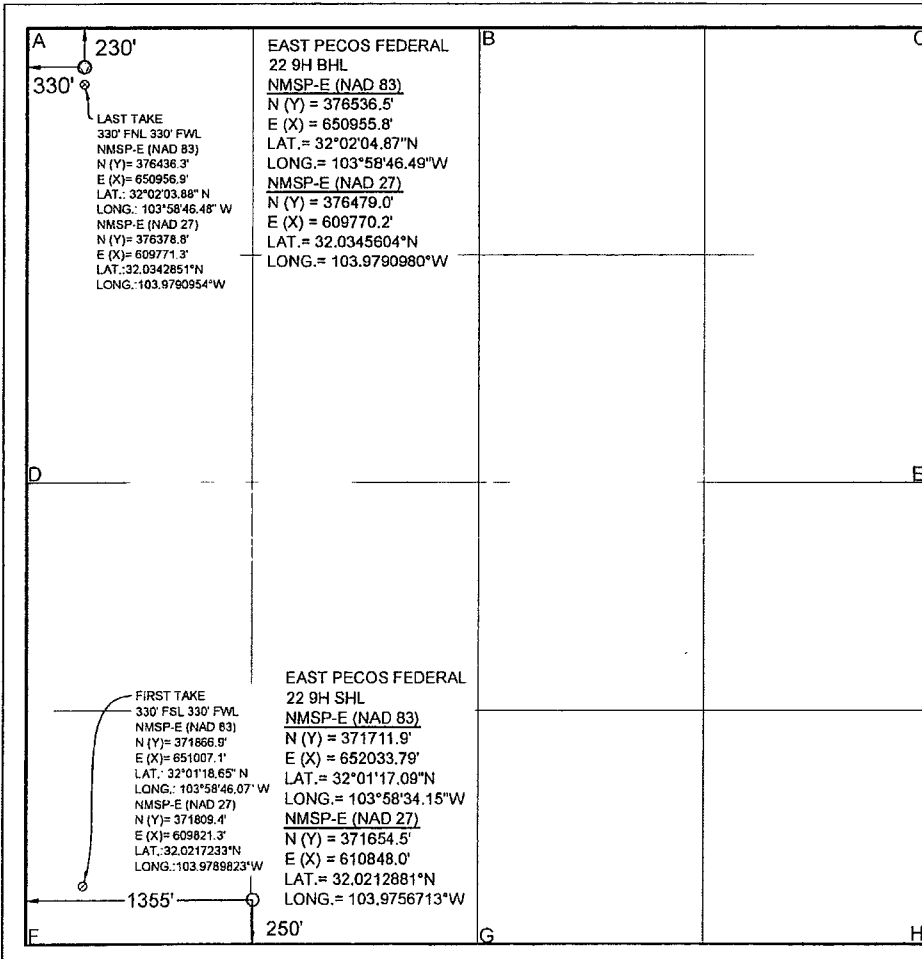 A
230'
330'
LAST TAKE
330' FNL 330' FWL
NMSP-E (NAD 83)
N (Y)= 376436.3'
E (X)= 650956.9'
LAT.: 32°02'03.88" N
LONG.: 103°58'46.48" W
NMSP-E (NAD 27)
N (Y)= 376378.8'
E (X)= 609771.3'
LAT.:32.0342851°N
LONG.:103.9790954°W
EAST PECOS FEDERAL
22 9H BHL
NMSP-E (NAD 83)
N (Y) = 376536.5'
E (X) = 650955.8'
LAT.= 32°02'04.87"N
LONG.= 103°58'46.49"W
NMSP-E (NAD 27)
N (Y) = 376479.0'
E (X) = 609770.2'
LAT.= 32.0345604°N
LONG.= 103.9790980°W
B
C
D
E
FIRST TAKE
330' FSL 330' FWL
NMSP-E (NAD 83)
N (Y)= 371866.9'
E (X)= 651007.1'
LAT.: 32°01'18.65" N
LONG.: 103°58'46.07' W
NMSP-E (NAD 27)
N (Y)= 371809.4'
E (X)= 609821.3'
LAT.:32.0217233°N
LONG.:103.9789823°W
EAST PECOS FEDERAL
22 9H SHL
NMSP-E (NAD 83)
N (Y) = 371711.9'
E (X) = 652033.79'
LAT.= 32°01'17.09"N
LONG.= 103°58'34.15"W
NMSP-E (NAD 27)
N (Y) = 371654.5'
E (X) = 610848.0'
LAT.= 32.0212881°N
LONG.= 103.9756713°W
1355'
250'
F
G
H